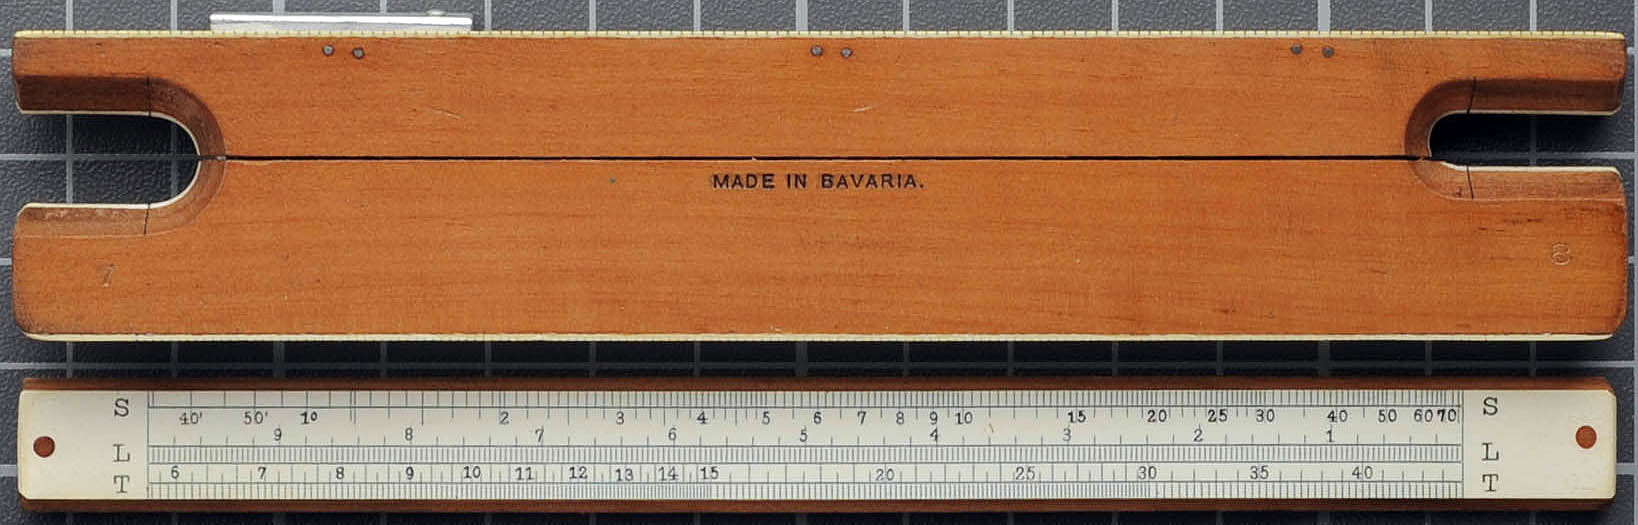 MADE IN BAVARIA.
7 8
S 40' 50' 1° 2 3 4 5 6 7 8 9 10 15 20 25 30 40 50 60 70 S
9 8 7 6 5 4 3 2 1
L L
6 7 8 9 10 11 12 13 14 15 20 25 30 35 40
T T